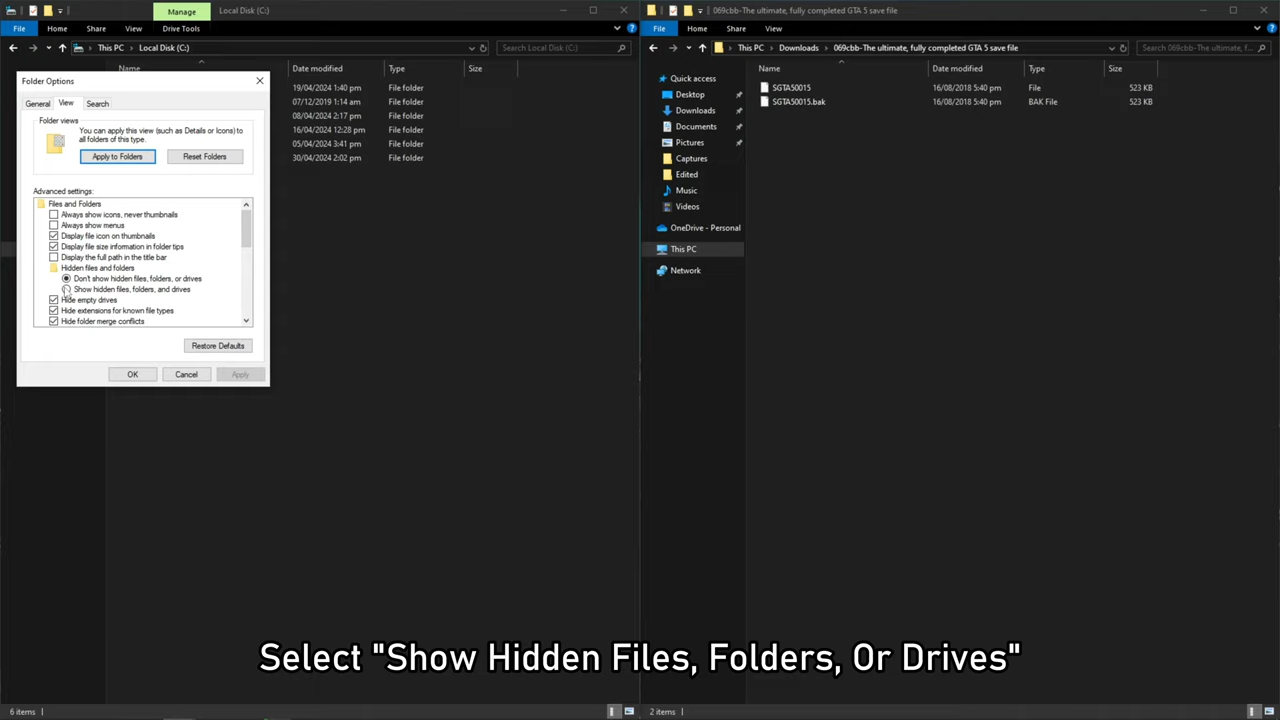 Manage
Local Disk (C:)
File
Home
Share
View
Drive Tools
This PC
Local Disk (C:)
Search Local Disk (C:)
Name
Date modified
Type
Size
19/04/2024 1:40 pm
File folder
07/12/2019 1:14 am
File folder
08/04/2024 2:17 pm
File folder
16/04/2024 12:28 pm
File folder
05/04/2024 3:41 pm
File folder
30/04/2024 2:02 pm
File folder
Folder Options
General
View
Search
Folder views
You can apply this view (such as Details or Icons) to
all folders of this type.
Apply to Folders
Reset Folders
Advanced settings:
Files and Folders
Always show icons, never thumbnails
Always show menus
Display file icon on thumbnails
Display file size information in folder tips
Display the full path in the title bar
Hidden files and folders
Don't show hidden files, folders, or drives
Show hidden files, folders, and drives
Hide empty drives
Hide extensions for known file types
Hide folder merge conflicts
Restore Defaults
OK
Cancel
Apply
6 items
069cbb-The ultimate, fully completed GTA 5 save file
File
Home
Share
View
This PC
Downloads
069cbb-The ultimate, fully completed GTA 5 save file
Search 069cbb-The ultimate, f...
Quick access
Desktop
Downloads
Documents
Pictures
Captures
Edited
Music
Videos
OneDrive - Personal
This PC
Network
Name
Date modified
Type
Size
SGTA50015
16/08/2018 5:40 pm
File
523 KB
SGTA50015.bak
16/08/2018 5:40 pm
BAK File
523 KB
2 items
Select "Show Hidden Files, Folders, Or Drives"